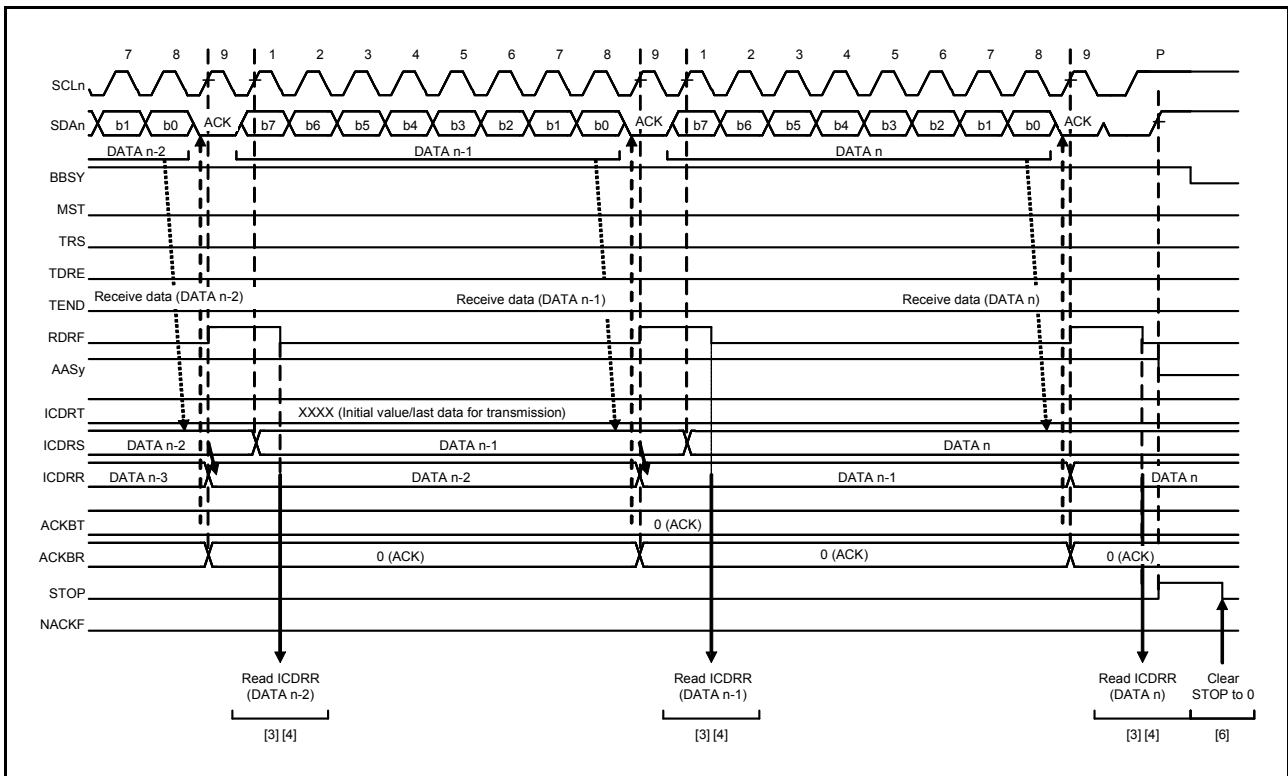 7 8 9 1 2 3 4 5 6 7 8 9 1 2 3 4 5 6 7 8 9 P
SCLn
SDAn b1 b0 ACK b7 b6 b5 b4 b3 b2 b1 b0 ACK b7 b6 b5 b4 b3 b2 b1 b0 ACK
DATA n-2 DATA n-1 DATA n
BBSY
MST
TRS
TDRE
Receive data (DATA n-2) Receive data (DATA n-1) Receive data (DATA n)
TEND
RDRF
AASy
ICDRT XXXX (Initial value/last data for transmission)
ICDRS DATA n-2 DATA n-1 DATA n
ICDRR DATA n-3 DATA n-2 DATA n-1 DATA n
ACKBT 0 (ACK)
ACKBR 0 (ACK) 0 (ACK) 0 (ACK)
STOP
NACKF
Read ICDRR Read ICDRR Read ICDRR Clear
(DATA n-2) (DATA n-1) (DATA n) STOP to 0
[3] [4] [3] [4] [3] [4] [6]